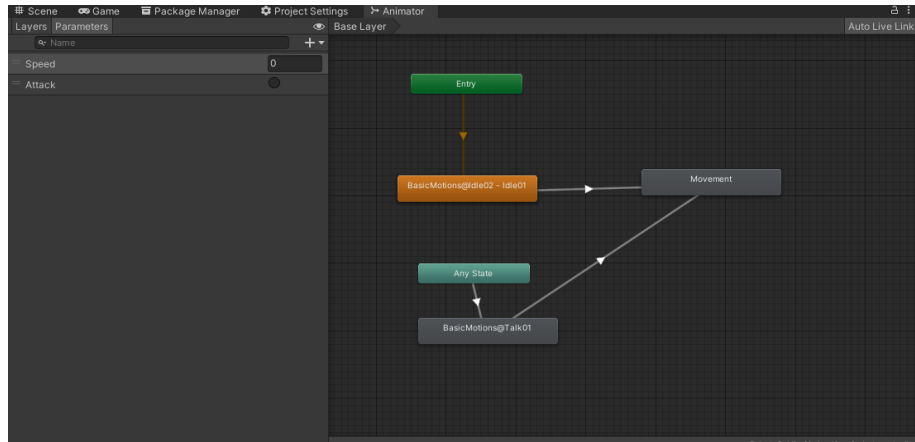 Scene Game Package Manager Project Settings Animator
Layers Parameters Base Layer Auto Live Link
Name
Speed 0
Attack
Entry
BasicMotions@Idle02 - Idle01
Movement
Any State
BasicMotions@Talk01